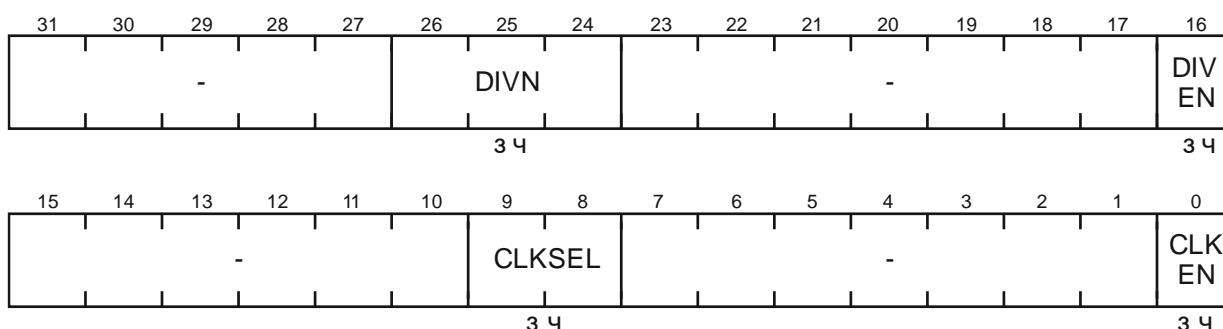 31 30 29 28 27 26 25 24 23 22 21 20 19 18 17 16
- DIVN - DIV
EN
З Ч З Ч
15 14 13 12 11 10 9 8 7 6 5 4 3 2 1 0
- CLKSEL - CLK
EN
З Ч З Ч